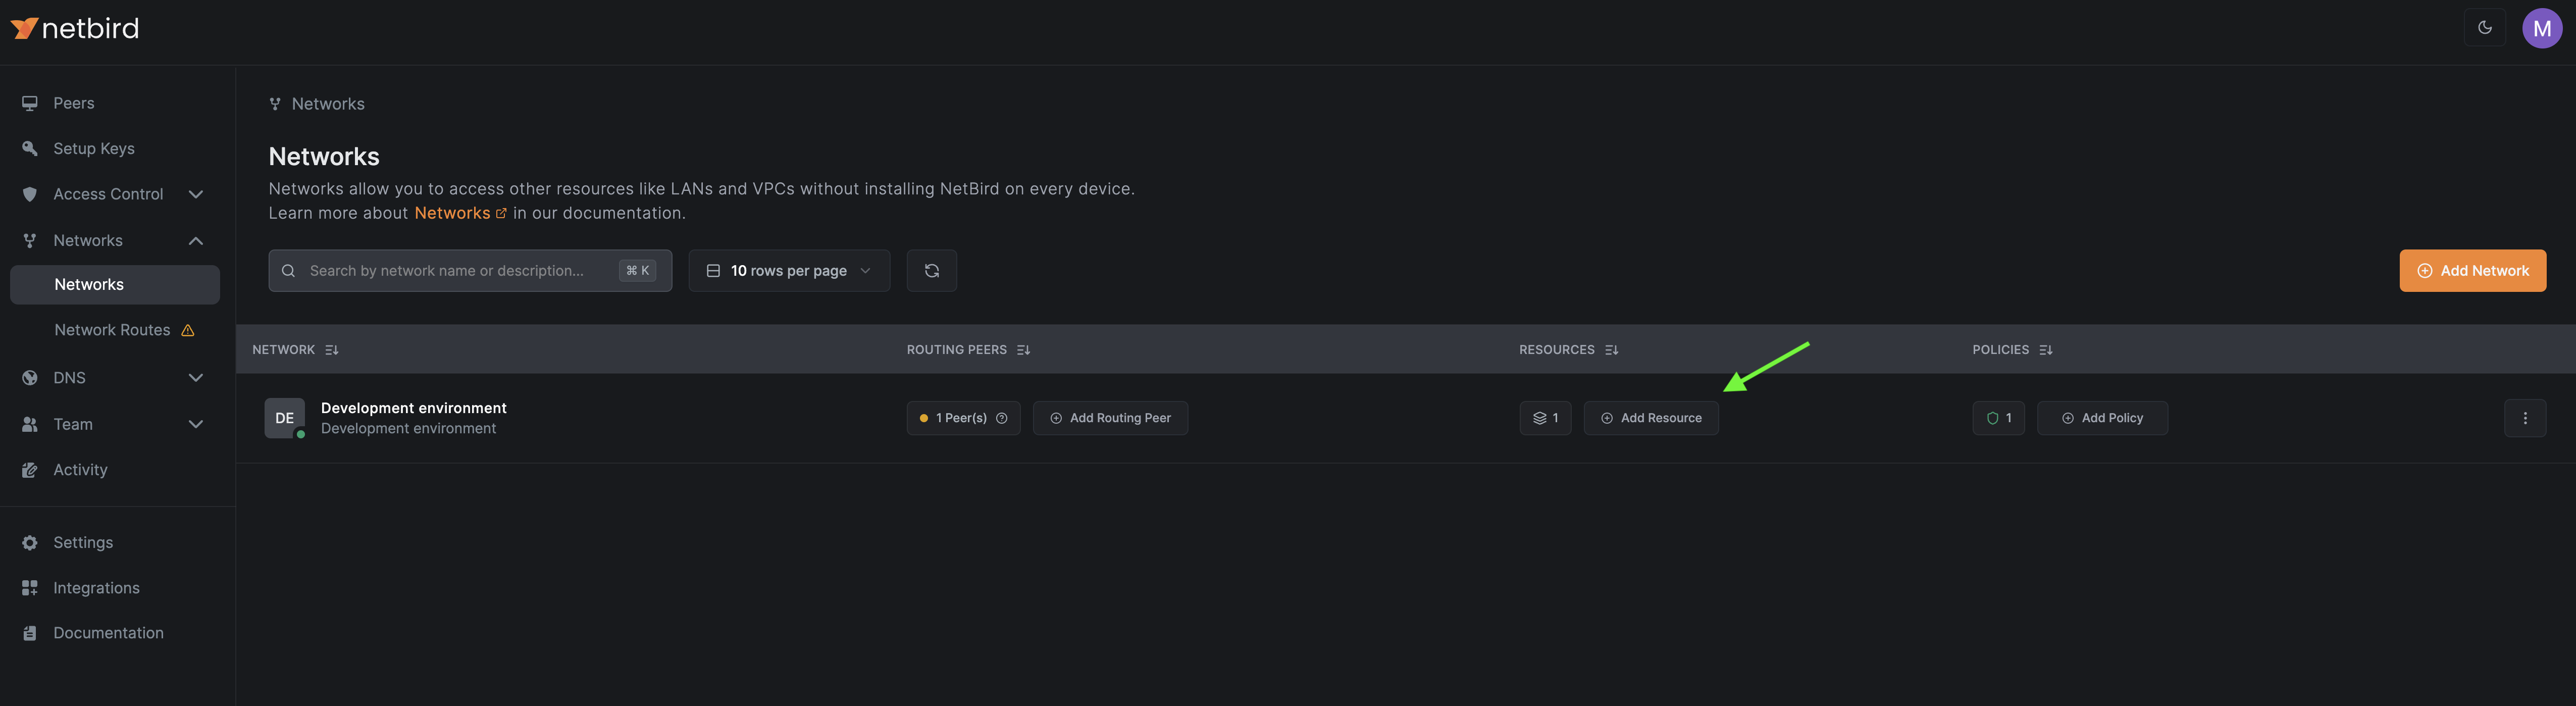 netbird
M
Peers
Setup Keys
Access Control
Networks
Networks
Network Routes
DNS
Team
Activity
Settings
Integrations
Documentation
Networks
Networks
Networks allow you to access other resources like LANs and VPCs without installing NetBird on every device.
Learn more about Networks in our documentation.
Search by network name or description... ⌘ K
10 rows per page
Add Network
NETWORK ROUTING PEERS RESOURCES POLICIES
DE
Development environment
Development environment
1 Peer(s) Add Routing Peer 1 Add Resource 1 Add Policy